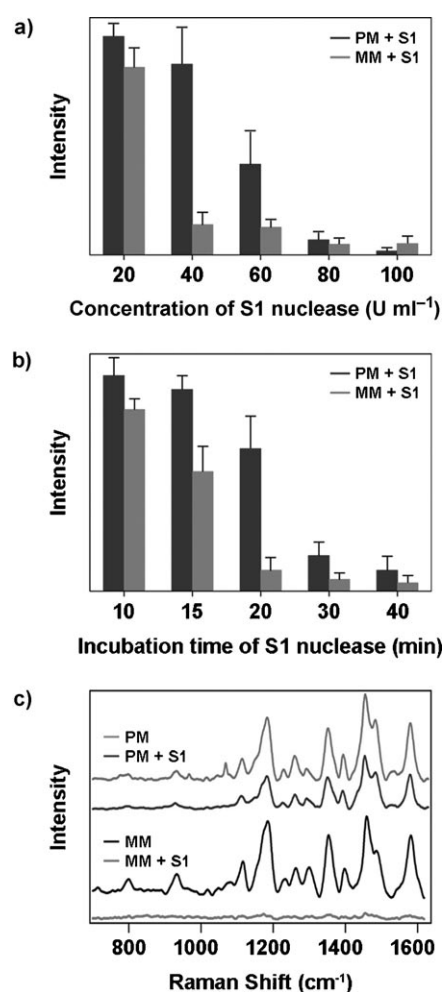 a)
PM + S1
MM + S1
Intensity
20 40 60 80 100
Concentration of S1 nuclease (U ml⁻¹)
b)
PM + S1
MM + S1
Intensity
10 15 20 30 40
Incubation time of S1 nuclease (min)
c)
PM
PM + S1
MM
MM + S1
Intensity
800 1000 1200 1400 1600
Raman Shift (cm⁻¹)